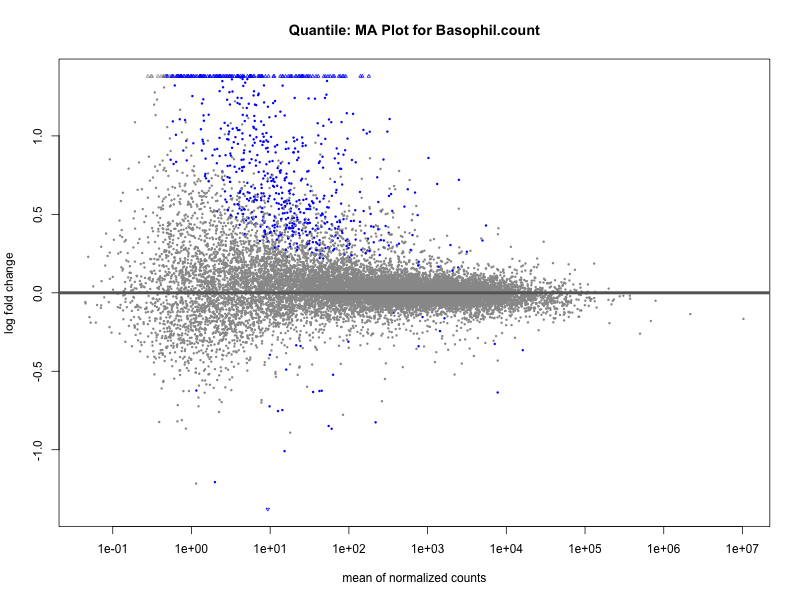 Quantile: MA Plot for Basophil.count
log fold change
1.0
0.5
0.0
-0.5
-1.0
1e-01 1e+00 1e+01 1e+02 1e+03 1e+04 1e+05 1e+06 1e+07
mean of normalized counts